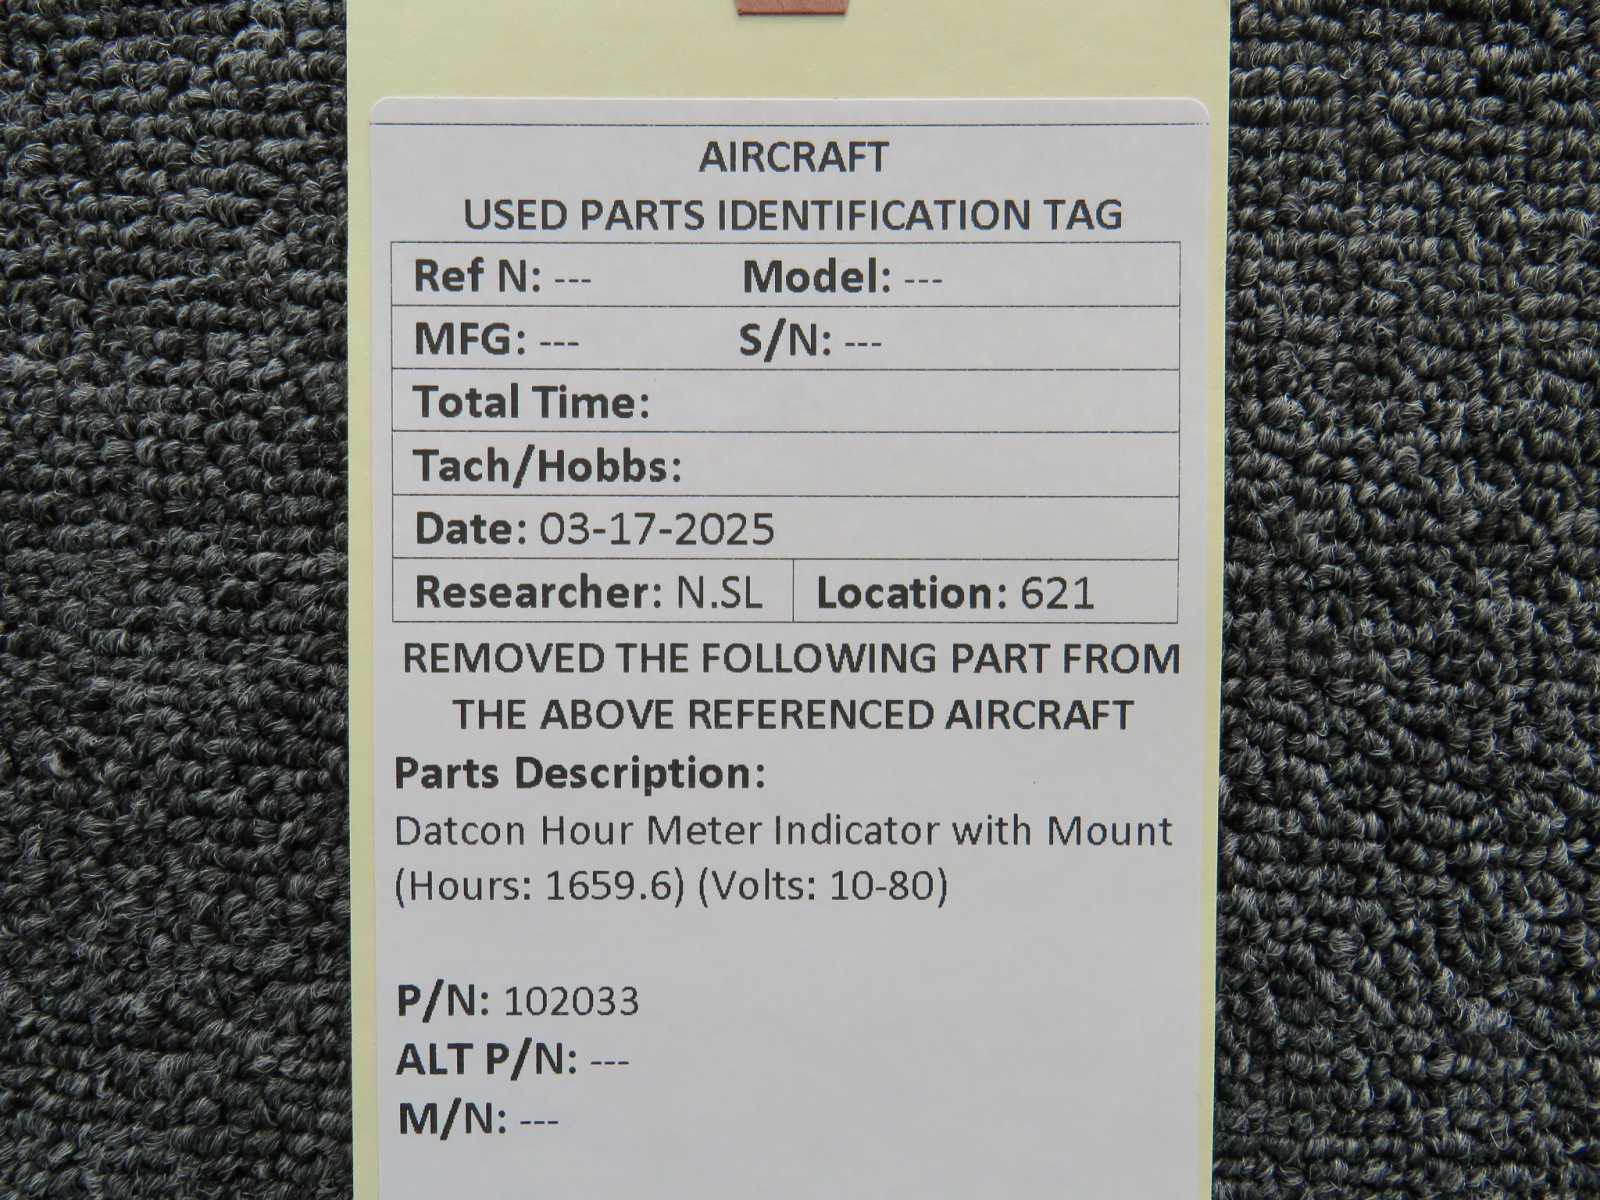 AIRCRAFT
USED PARTS IDENTIFICATION TAG
Ref N: --- Model: ---
MFG: --- S/N: ---
Total Time:
Tach/Hobbs:
Date: 03-17-2025
Researcher: N.SL Location: 621
REMOVED THE FOLLOWING PART FROM
THE ABOVE REFERENCED AIRCRAFT
Parts Description:
Datcon Hour Meter Indicator with Mount
(Hours: 1659.6) (Volts: 10-80)
P/N: 102033
ALT P/N: ---
M/N: ---